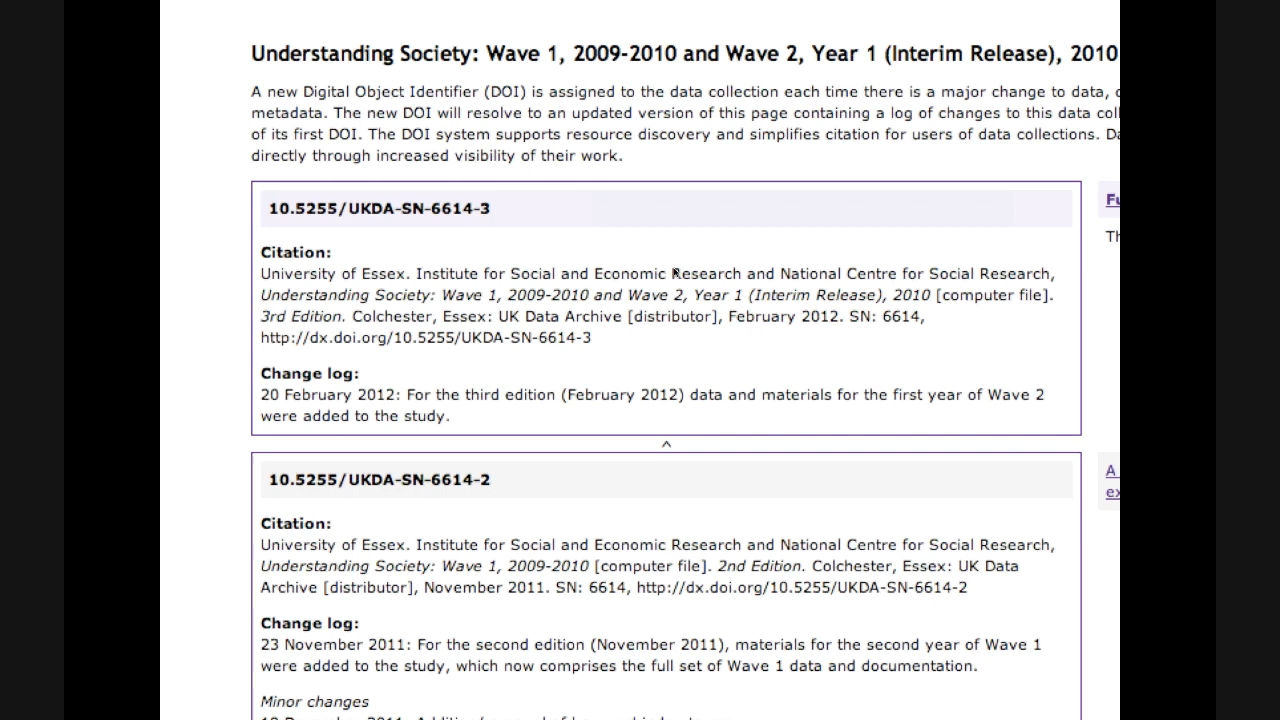 Understanding Society: Wave 1, 2009-2010 and Wave 2, Year 1 (Interim Release), 2010
A new Digital Object Identifier (DOI) is assigned to the data collection each time there is a major change to data,
metadata. The new DOI will resolve to an updated version of this page containing a log of changes to this data
of its first DOI. The DOI system supports resource discovery and simplifies citation for users of data collections.
directly through increased visibility of their work.
10.5255/UKDA-SN-6614-3
Citation:
University of Essex. Institute for Social and Economic Research and National Centre for Social Research,
Understanding Society: Wave 1, 2009-2010 and Wave 2, Year 1 (Interim Release), 2010 [computer file].
3rd Edition. Colchester, Essex: UK Data Archive [distributor], February 2012. SN: 6614,
http://dx.doi.org/10.5255/UKDA-SN-6614-3
Change log:
20 February 2012: For the third edition (February 2012) data and materials for the first year of Wave 2
were added to the study.
^
10.5255/UKDA-SN-6614-2
A
Citation:
University of Essex. Institute for Social and Economic Research and National Centre for Social Research,
Understanding Society: Wave 1, 2009-2010 [computer file]. 2nd Edition. Colchester, Essex: UK Data
Archive [distributor], November 2011. SN: 6614, http://dx.doi.org/10.5255/UKDA-SN-6614-2
Change log:
23 November 2011: For the second edition (November 2011), materials for the second year of Wave 1
were added to the study, which now comprises the full set of Wave 1 data and documentation.
Minor changes